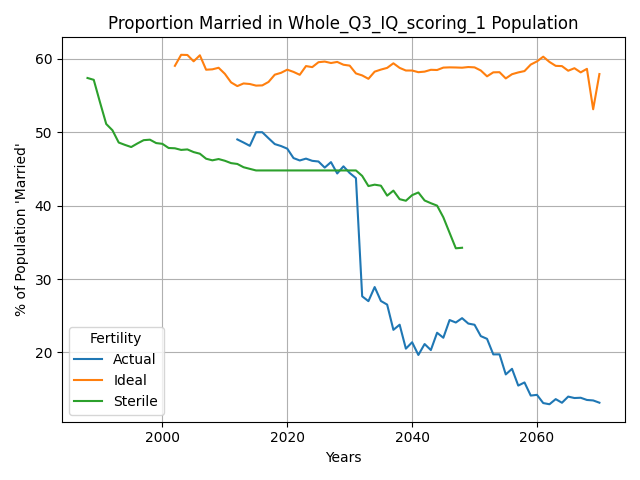 Proportion Married in Whole_Q3_IQ_scoring_1 Population
% of Population 'Married'
60
50
40
30
20
Fertility
Actual
Ideal
Sterile
2000
2020
2040
2060
Years